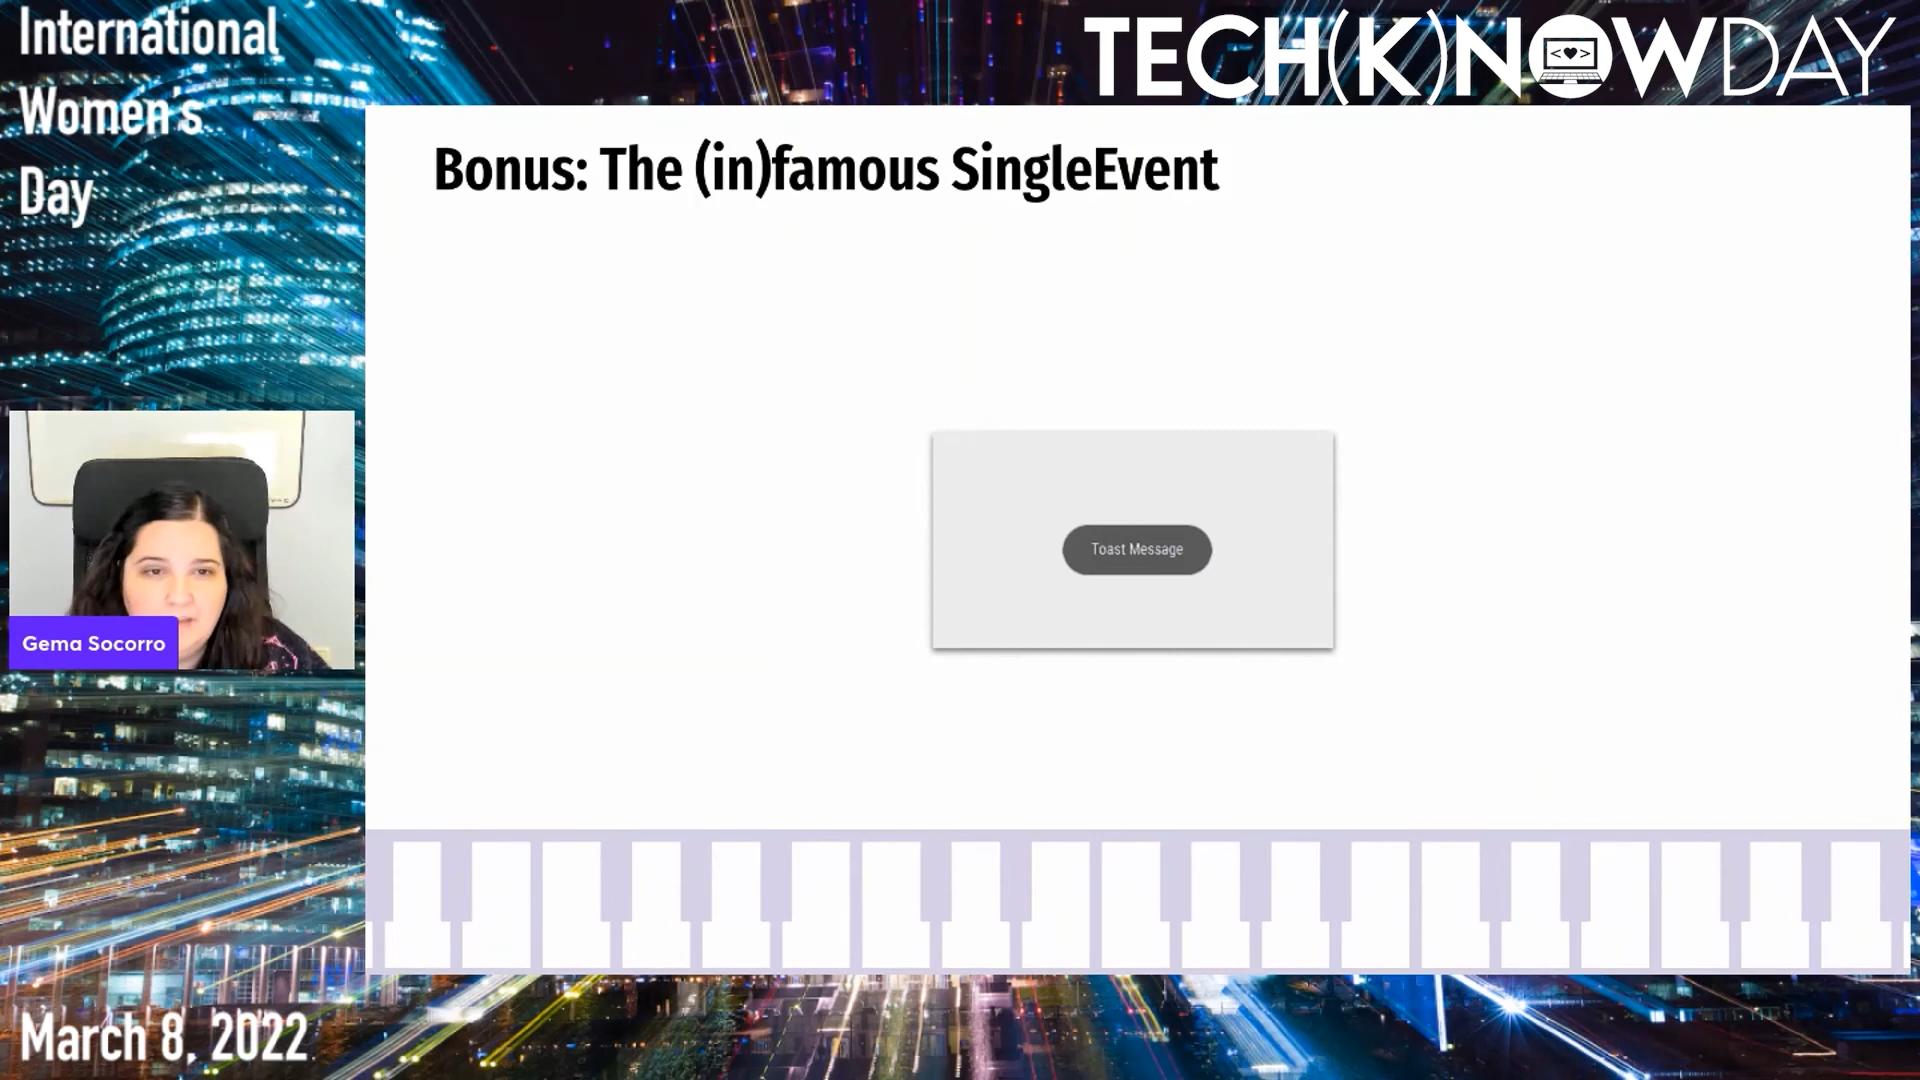 International
Women's
Day
TECH(K)NOWDAY
Bonus: The (in)famous SingleEvent
Toast Message
Gema Socorro
March 8, 2022